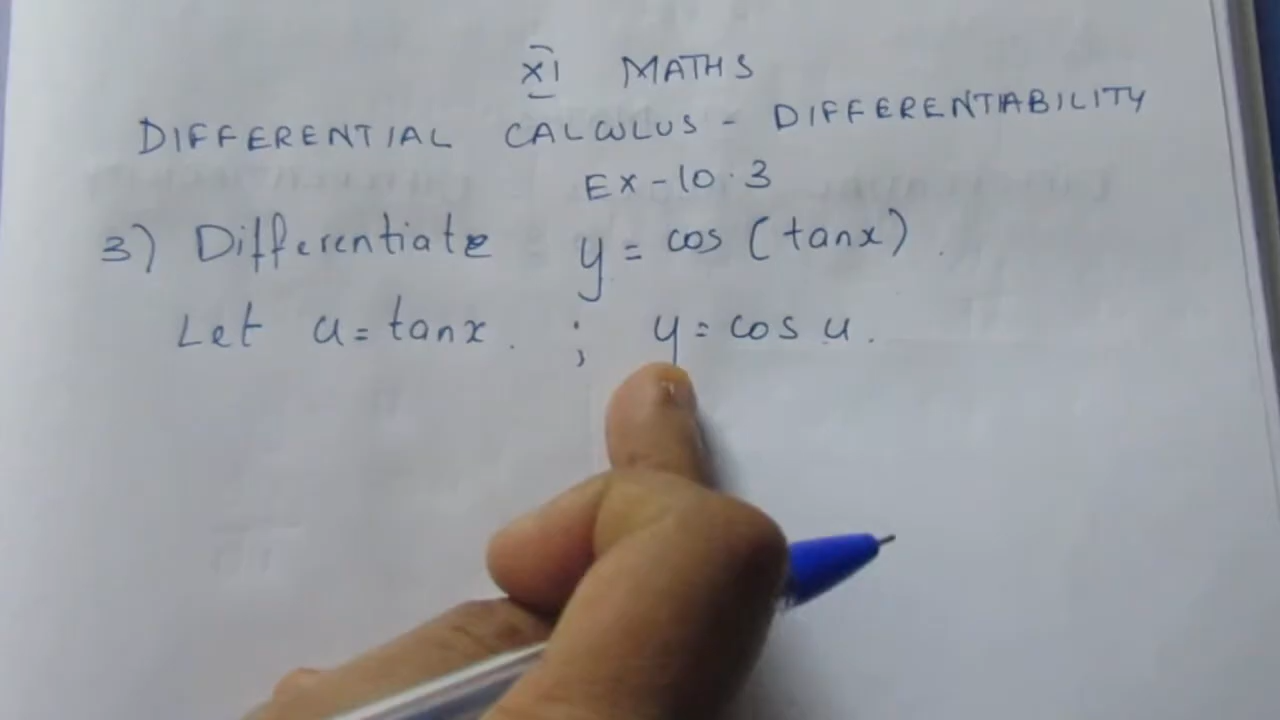 XI MATHS
DIFFERENTIAL CALCULUS - DIFFERENTIABILITY
EX-10.3
3) Differentiate y = cos (tanx).
Let u = tanx. ; y = cos u.